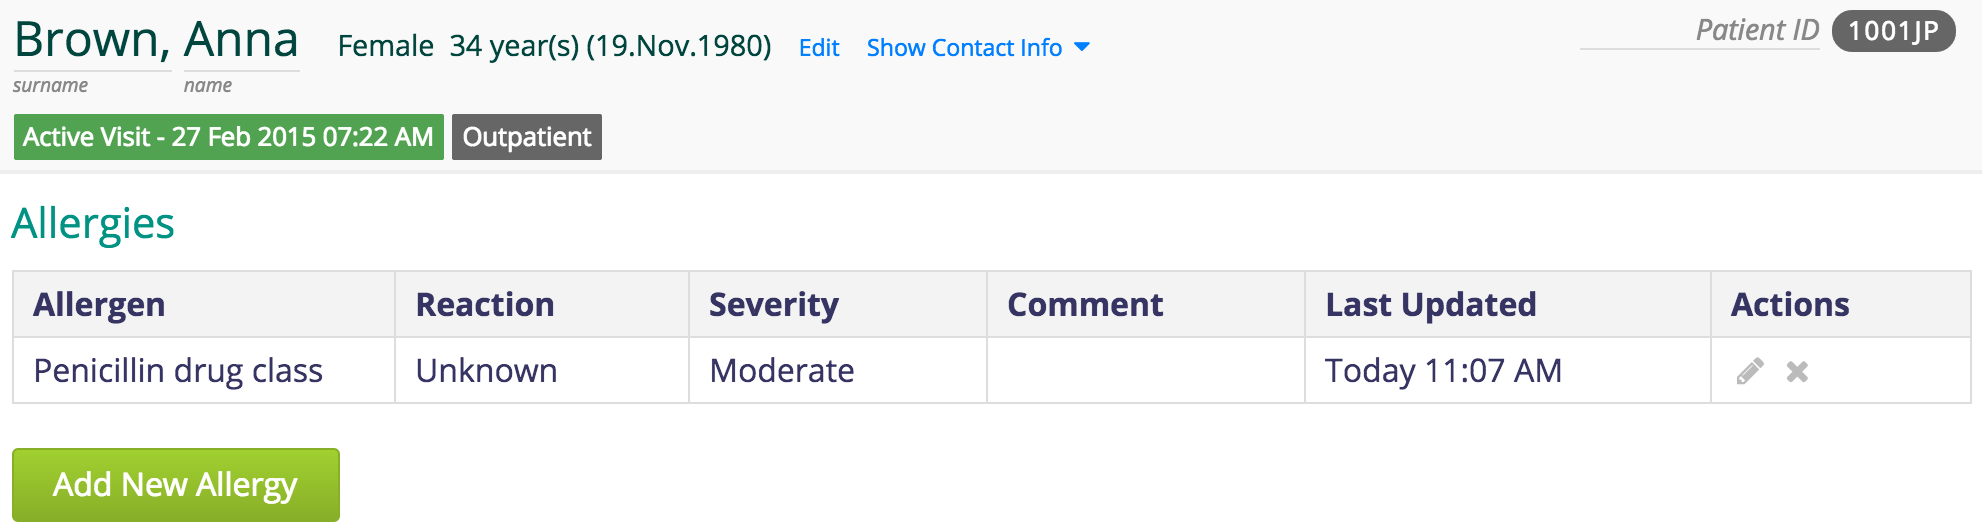 Brown, Anna Female 34 year(s) (19.Nov.1980) Edit Show Contact Info Patient ID 1001JP
surname name
Active Visit - 27 Feb 2015 07:22 AM Outpatient
Allergies
Allergen Reaction Severity Comment Last Updated Actions
Penicillin drug class Unknown Moderate Today 11:07 AM
Add New Allergy